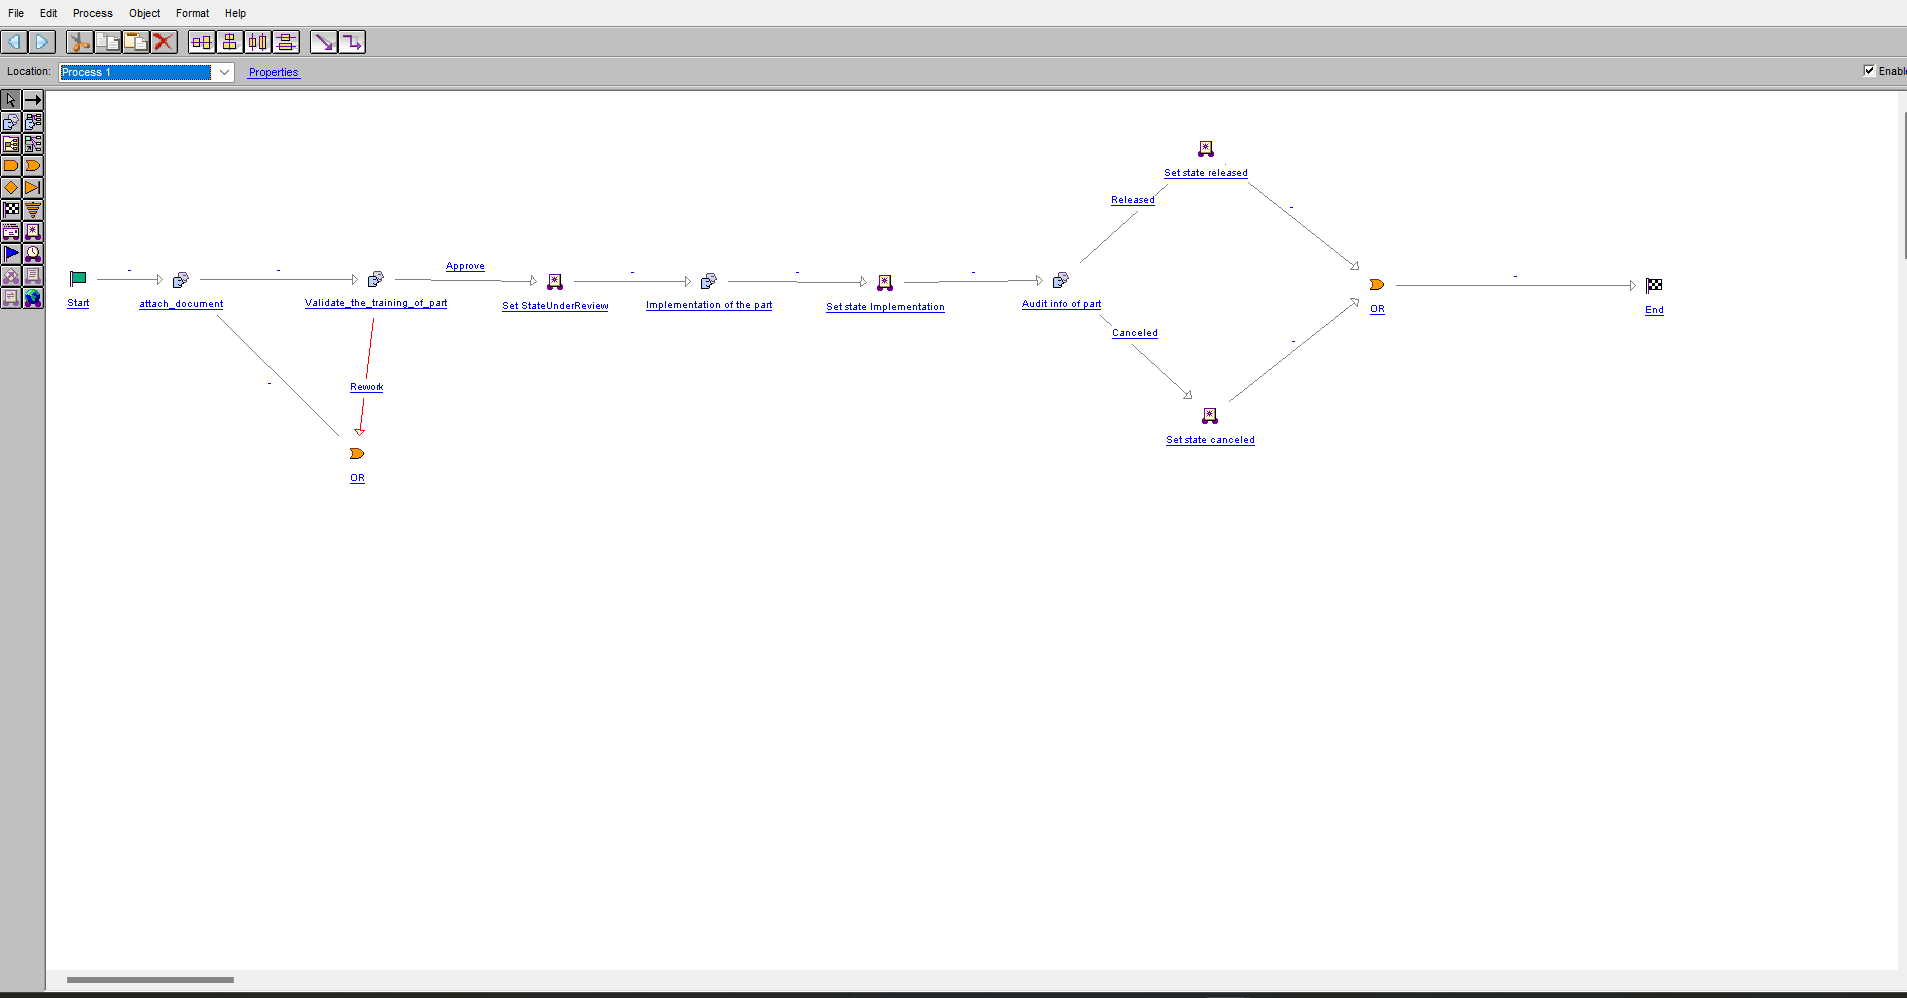 File Edit Process Object Format Help
Location: Process 1 Properties Enable
Set state released
Released
-
Approve
-
-
-
-
-
-
Start
attach_document
Validate_the_training_of_part
Set StateUnderReview
Implementation of the part
Set state Implementation
Audit info of part
OR
End
Canceled
-
-
Rework
Set state canceled
OR